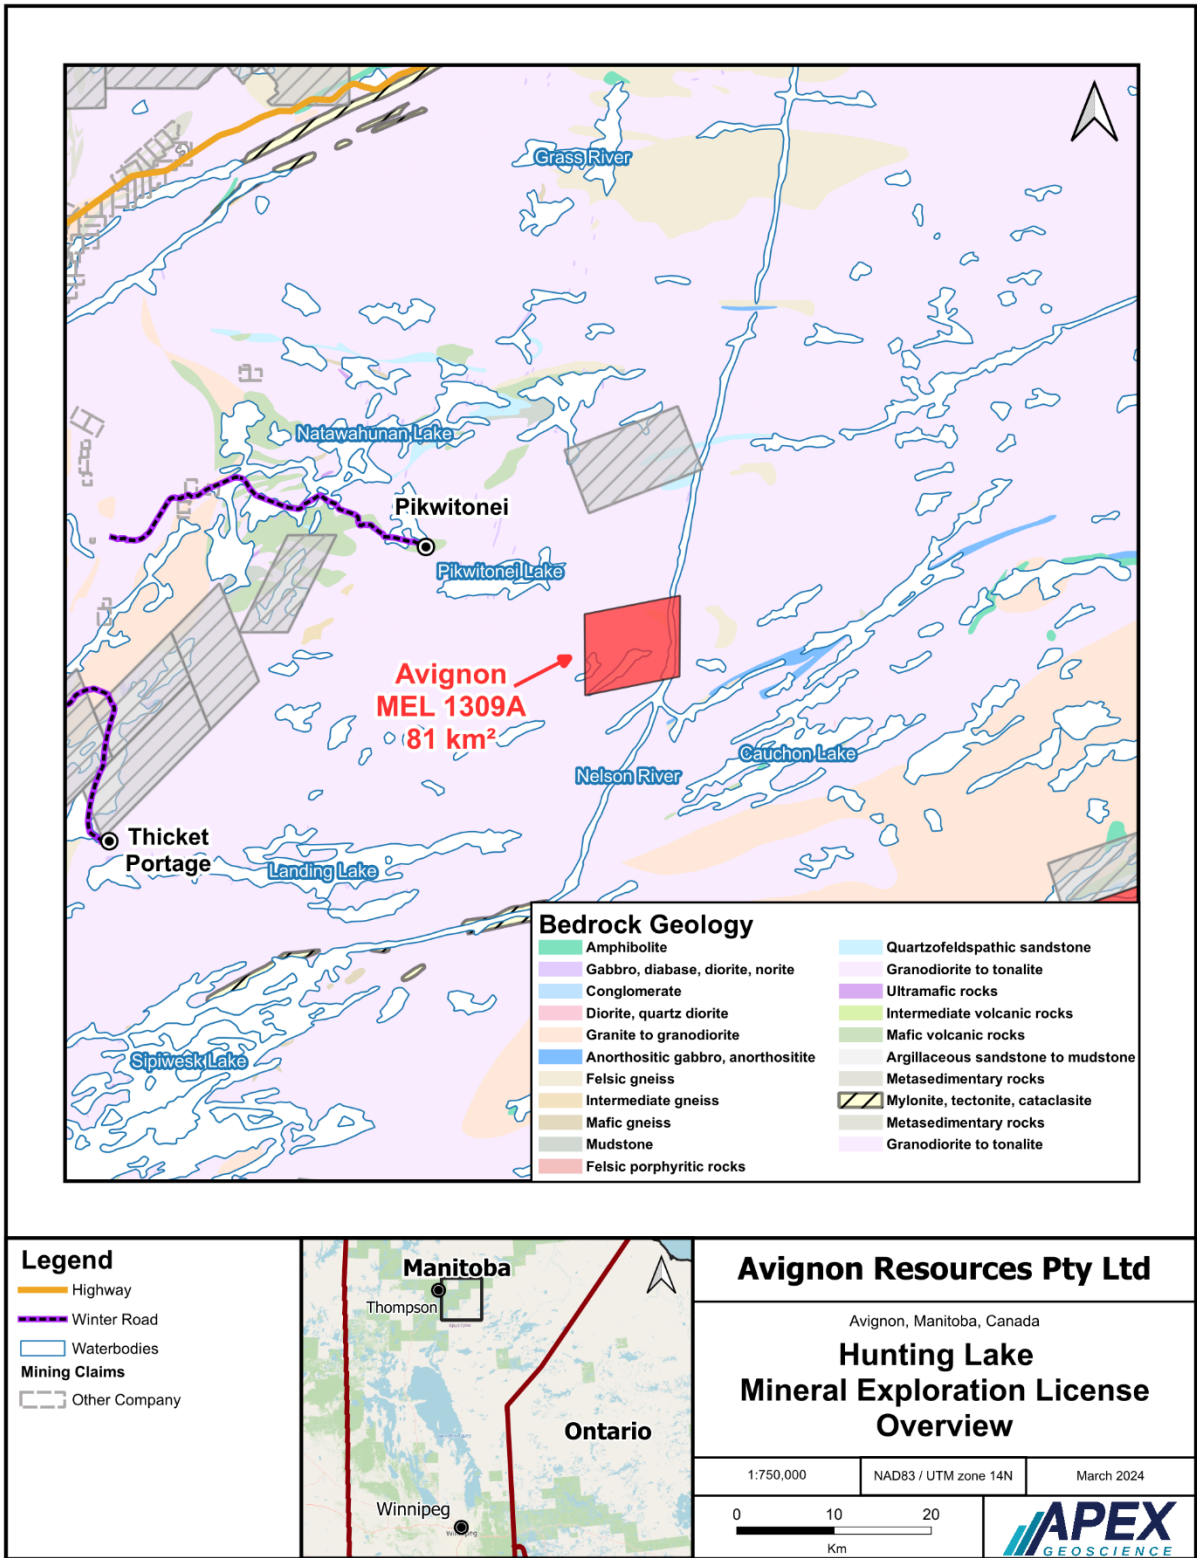 Grass River
Natawahunan Lake
Pikwitonei
Pikwitonei Lake
Avignon
MEL 1309A
81 km²
Nelson River
Cauchon Lake
Thicket
Portage
Landing Lake
Sipiwesk Lake
Bedrock Geology
Amphibolite
Gabbro, diabase, diorite, norite
Conglomerate
Diorite, quartz diorite
Granite to granodiorite
Anorthositic gabbro, anorthositite
Felsic gneiss
Intermediate gneiss
Mafic gneiss
Mudstone
Felsic porphyritic rocks
Quartzofeldspathic sandstone
Granodiorite to tonalite
Ultramafic rocks
Intermediate volcanic rocks
Mafic volcanic rocks
Argillaceous sandstone to mudstone
Metasedimentary rocks
Mylonite, tectonite, cataclasite
Metasedimentary rocks
Granodiorite to tonalite
Legend
Highway
Winter Road
Waterbodies
Mining Claims
Other Company
Manitoba
Thompson
Ontario
Winnipeg
Winnipeg
Avignon Resources Pty Ltd
Avignon, Manitoba, Canada
Hunting Lake
Mineral Exploration License
Overview
1:750,000
NAD83 / UTM zone 14N
March 2024
0 10 20
Km
APEX
GEOSCIENCE